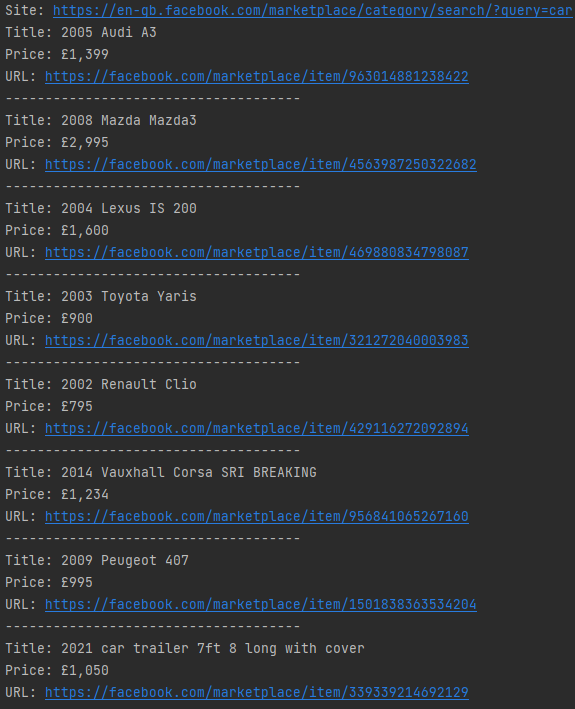 Site: https://en-gb.facebook.com/marketplace/category/search/?query=car
Title: 2005 Audi A3
Price: £1,399
URL: https://facebook.com/marketplace/item/963014881238422
-------------------------------------
Title: 2008 Mazda Mazda3
Price: £2,995
URL: https://facebook.com/marketplace/item/4563987250322682
-------------------------------------
Title: 2004 Lexus IS 200
Price: £1,600
URL: https://facebook.com/marketplace/item/469880834798087
-------------------------------------
Title: 2003 Toyota Yaris
Price: £900
URL: https://facebook.com/marketplace/item/321272040003983
-------------------------------------
Title: 2002 Renault Clio
Price: £795
URL: https://facebook.com/marketplace/item/429116272092894
-------------------------------------
Title: 2014 Vauxhall Corsa SRI BREAKING
Price: £1,234
URL: https://facebook.com/marketplace/item/956841065267160
-------------------------------------
Title: 2009 Peugeot 407
Price: £995
URL: https://facebook.com/marketplace/item/1501838363534204
-------------------------------------
Title: 2021 car trailer 7ft 8 long with cover
Price: £1,050
URL: https://facebook.com/marketplace/item/339339214692129